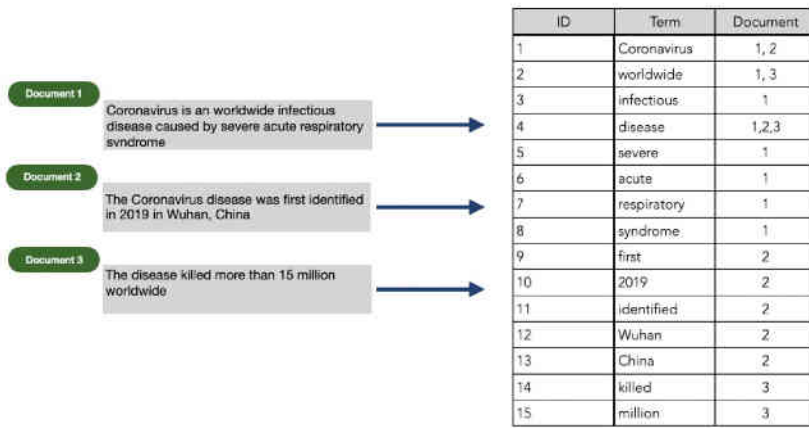 Document 1
Coronavirus is an worldwide infectious
disease caused by severe acute respiratory
syndrome
Document 2
The Coronavirus disease was first identified
in 2019 in Wuhan, China
Document 3
The disease killed more than 15 million
worldwide
ID Term Document
1 Coronavirus 1, 2
2 worldwide 1, 3
3 infectious 1
4 disease 1,2,3
5 severe 1
6 acute 1
7 respiratory 1
8 syndrome 1
9 first 2
10 2019 2
11 identified 2
12 Wuhan 2
13 China 2
14 killed 3
15 million 3